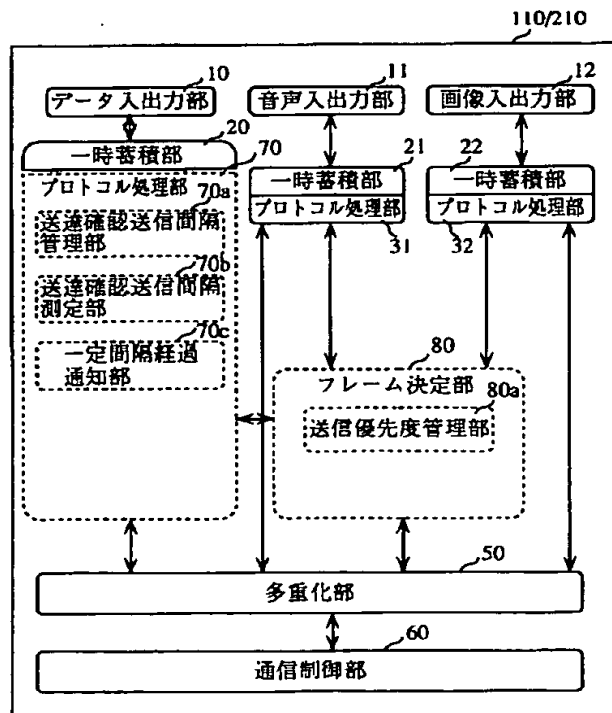 110/210
10
11
12
データ入出力部
音声入出力部
画像入出力部
20
一時蓄積部
70
プロトコル処理部
70a
送達確認送信間隔
管理部
70b
送達確認送信間隔
測定部
70c
一定間隔経過
通知部
21
一時蓄積部
プロトコル処理部
31
22
一時蓄積部
プロトコル処理部
32
80
フレーム決定部
80a
送信優先度管理部
50
多重化部
60
通信制御部